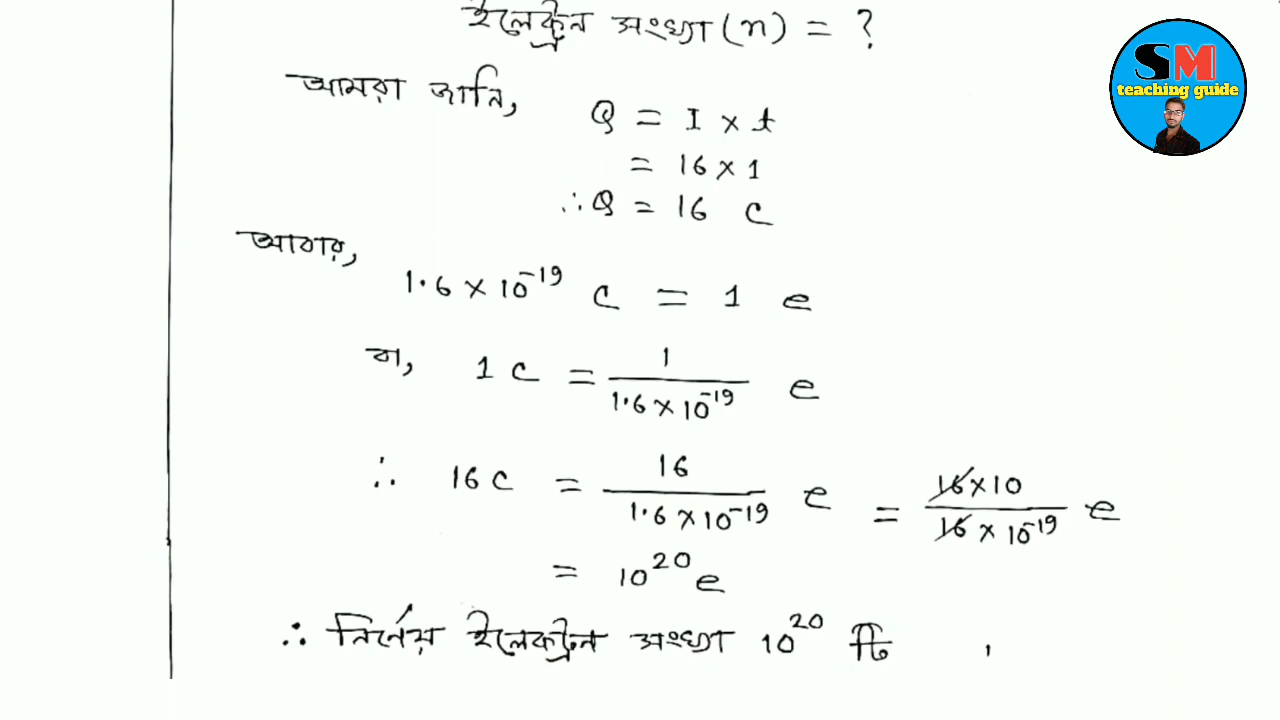 ইলেক্ট্রন সংখ্যা (n) = ?
আমরা জানি, Q = I × t
= 16 × 1
∴ Q = 16 C
আবার,
1.6 × 10⁻¹⁹ C = 1 e
বা, 1 C = 1 / 1.6 × 10⁻¹⁹ e
∴ 16 C = 16 / 1.6 × 10⁻¹⁹ e = 16 × 10 / 16 × 10⁻¹⁹ e
= 10²⁰ e
∴ নির্নেয় ইলেকট্রন সংখ্যা 10²⁰ টি
SM
teaching guide